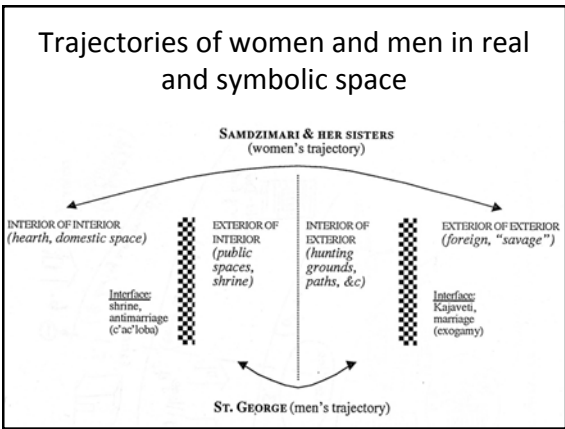 Trajectories of women and men in real
and symbolic space
SAMDZIMARI & HER SISTERS
(women's trajectory)
INTERIOR OF INTERIOR
(hearth, domestic space)
EXTERIOR OF
INTERIOR
(public
spaces,
shrine)
INTERIOR OF
EXTERIOR
(hunting
grounds,
paths, &c)
EXTERIOR OF EXTERIOR
(foreign, "savage")
Interface:
shrine,
antimarriage
(c'ac'loba)
Interface:
Kajaveti,
marriage
(exogamy)
ST. GEORGE (men's trajectory)